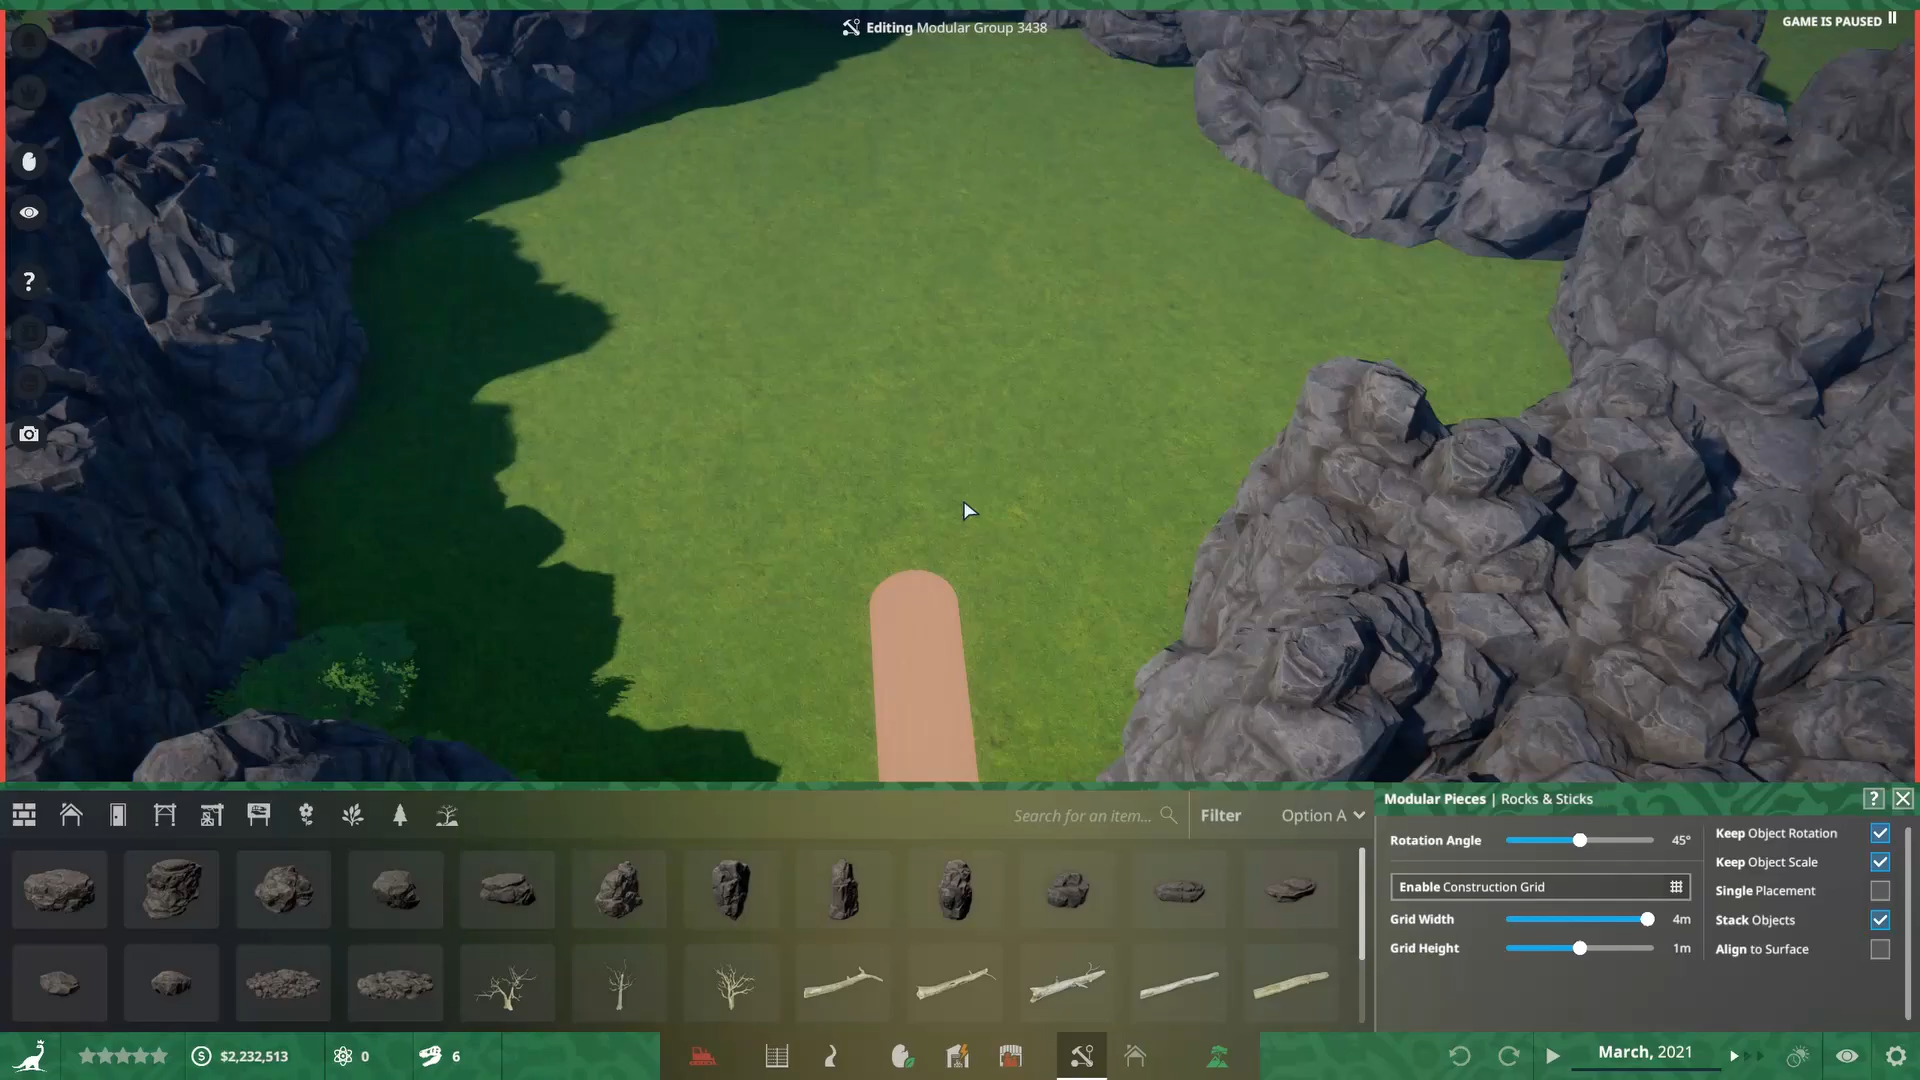 Editing Modular Group 3438
GAME IS PAUSED
?
Search for an item...
Filter
Option A
Modular Pieces | Rocks & Sticks
?
Rotation Angle
45°
Keep Object Rotation
Keep Object Scale
Enable Construction Grid
Single Placement
Grid Width
4m
Stack Objects
Grid Height
1m
Align to Surface
$2,232,513
0
6
March, 2021